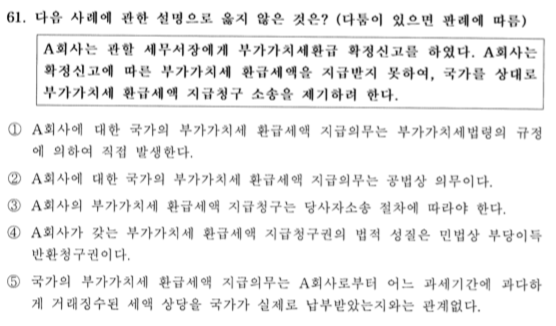 61. 다음 사례에 관한 설명으로 옳지 않은 것은? (다툼이 있으면 판례에 따름)
A회사는 관할 세무서장에게 부가가치세환급 확정신고를 하였다. A회사는
확정신고에 따른 부가가치세 환급세액을 지급받지 못하여, 국가를 상대로
부가가치세 환급세액 지급청구 소송을 제기하려 한다.
① A회사에 대한 국가의 부가가치세 환급세액 지급의무는 부가가치세법령의 규정
에 의하여 직접 발생한다.
② A회사에 대한 국가의 부가가치세 환급세액 지급의무는 공법상 의무이다.
③ A회사의 부가가치세 환급세액 지급청구는 당사자소송 절차에 따라야 한다.
④ A회사가 갖는 부가가치세 환급세액 지급청구권의 법적 성질은 민법상 부당이득
반환청구권이다.
⑤ 국가의 부가가치세 환급세액 지급의무는 A회사로부터 어느 과세기간에 과다하
게 거래징수된 세액 상당을 국가가 실제로 납부받았는지와는 관계없다.